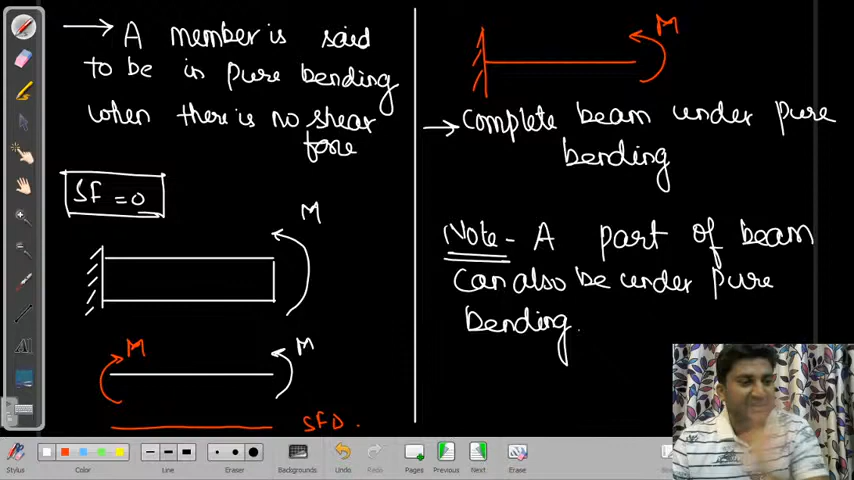 → A member is said
to be in pure bending
when there is no shear
force
SF = 0
M
M
M
SFD.
M
→ Complete beam under pure
bending
Note - A part of beam
can also be under pure
bending.
Stylus
Color
Line
Eraser
Backgrounds
Undo
Redo
Pages
Previous
Next
Erase